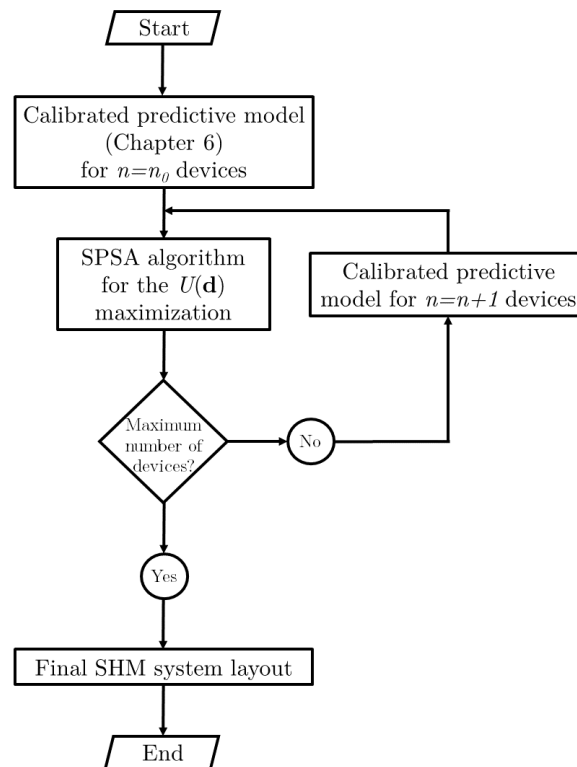 Start
Calibrated predictive model
(Chapter 6)
for n=n₀ devices
SPSA algorithm
for the U(d)
maximization
Calibrated predictive
model for n=n+1 devices
Maximum
number of
devices?
No
Yes
Final SHM system layout
End